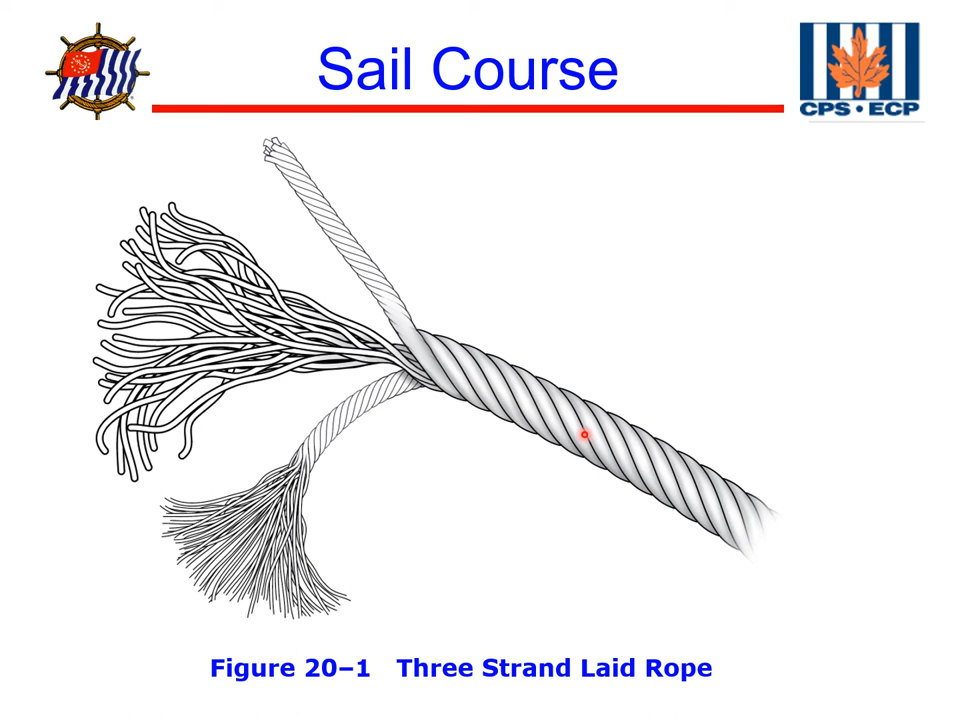 Sail Course
CPS • ECP
Figure 20–1 Three Strand Laid Rope